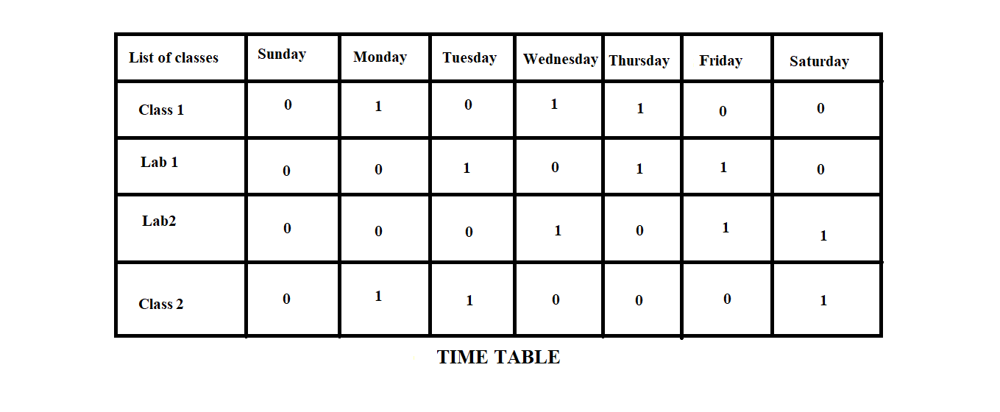 List of classes Sunday Monday Tuesday Wednesday Thursday Friday Saturday
Class 1 0 1 0 1 1 0 0
Lab 1 0 0 1 0 1 1 0
Lab2 0 0 0 1 0 1 1
Class 2 0 1 1 0 0 0 1
TIME TABLE